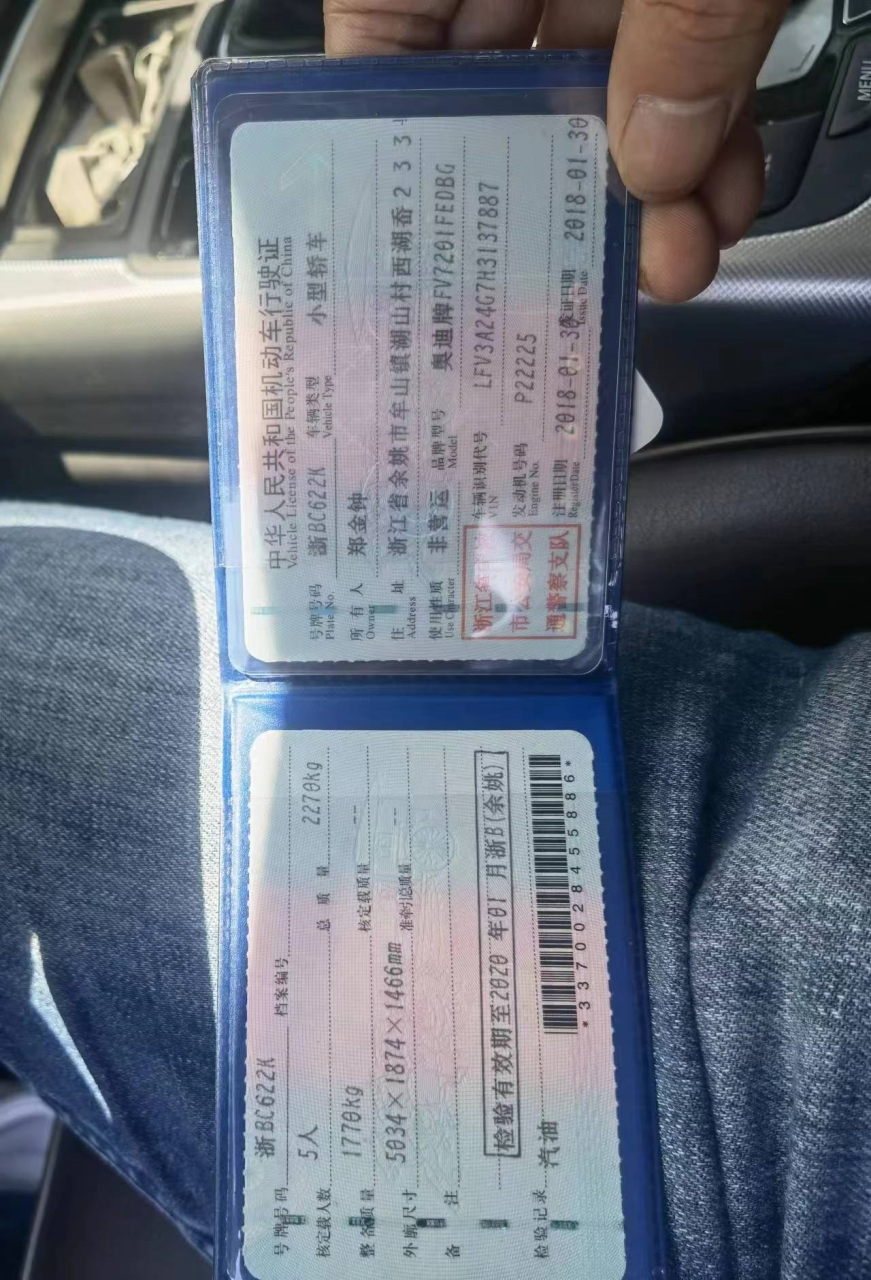 中华人民共和国机动车行驶证
Vehicle License of the People's Republic of China
号牌号码 浙BC622K 车辆类型 小型轿车
Plate No. Vehicle Type
所有人 郑金钟
Owner
住址 浙江省余姚市牟山镇湖山村西湖岙233
Address
使用性质 非营运 品牌型号 奥迪牌FV7201FEDBG
Use Character Model
浙江省
市公安局交
通警察支队
车辆识别代号 LFV3A24G7H3137887
VIN
发动机号码 P22225
Engine No.
注册日期 2018-01-30 发证日期 2018-01-30
Register Date Issue Date
号牌号码 浙BC622K 档案编号
核定载人数 5人 总质量 2270kg
整备质量 1770kg 核定载质量 --
外廓尺寸 5034×1874×1466mm 准牵引总质量 --
备注
检验有效期至2020年01月浙B(余姚)
检验记录 汽油
*3370028455886*
MENU